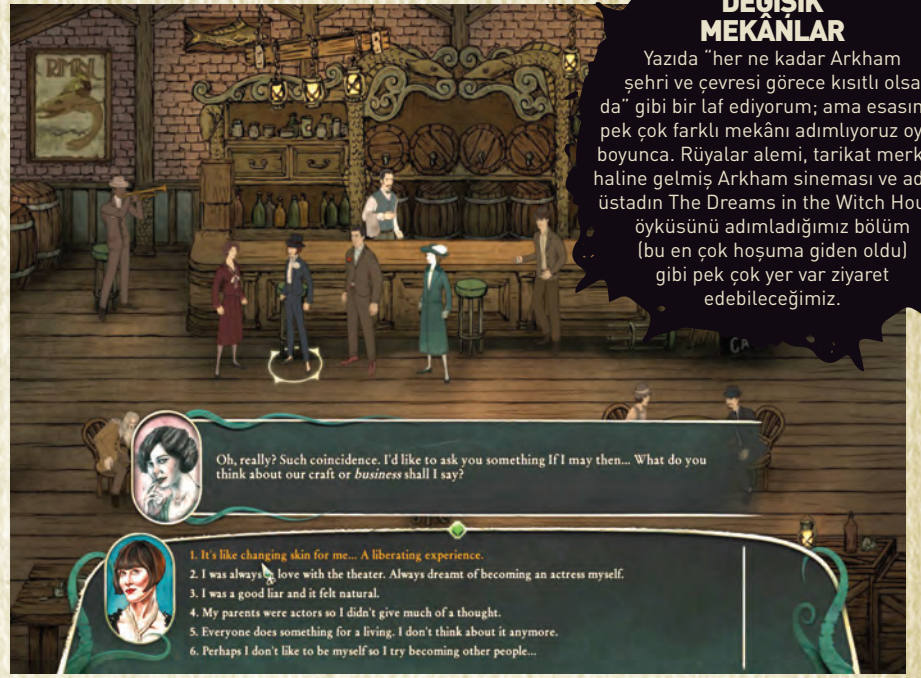 DEĞİŞİK
MEKÂNLAR
Yazıda “her ne kadar Arkham
şehri ve çevresi görece kısıtlı olsa
da” gibi bir laf ediyorum; ama
pek çok farklı mekânı adımlıyoruz
boyunca. Rüyalar alemi, tarikat
haline gelmiş Arkham sineması ve
üstadın The Dreams in the Witch
öyküsünü adımladığımız bölüm
(bu en çok hoşuma giden oldu)
gibi pek çok yer var ziyaret
edebileceğimiz.
Oh, really? Such coincidence. I'd like to ask you something If I may then... What do you
think about our craft or business shall I say?
1. It's like changing skin for me... A liberating experience.
2. I was always love with the theater. Always dreamt of becoming an actress myself.
3. I was a good liar and it felt natural.
4. My parents were actors so I didn't give much of a thought.
5. Everyone does something for a living. I don't think about it anymore.
6. Perhaps I don't like to be myself so I try becoming other people...